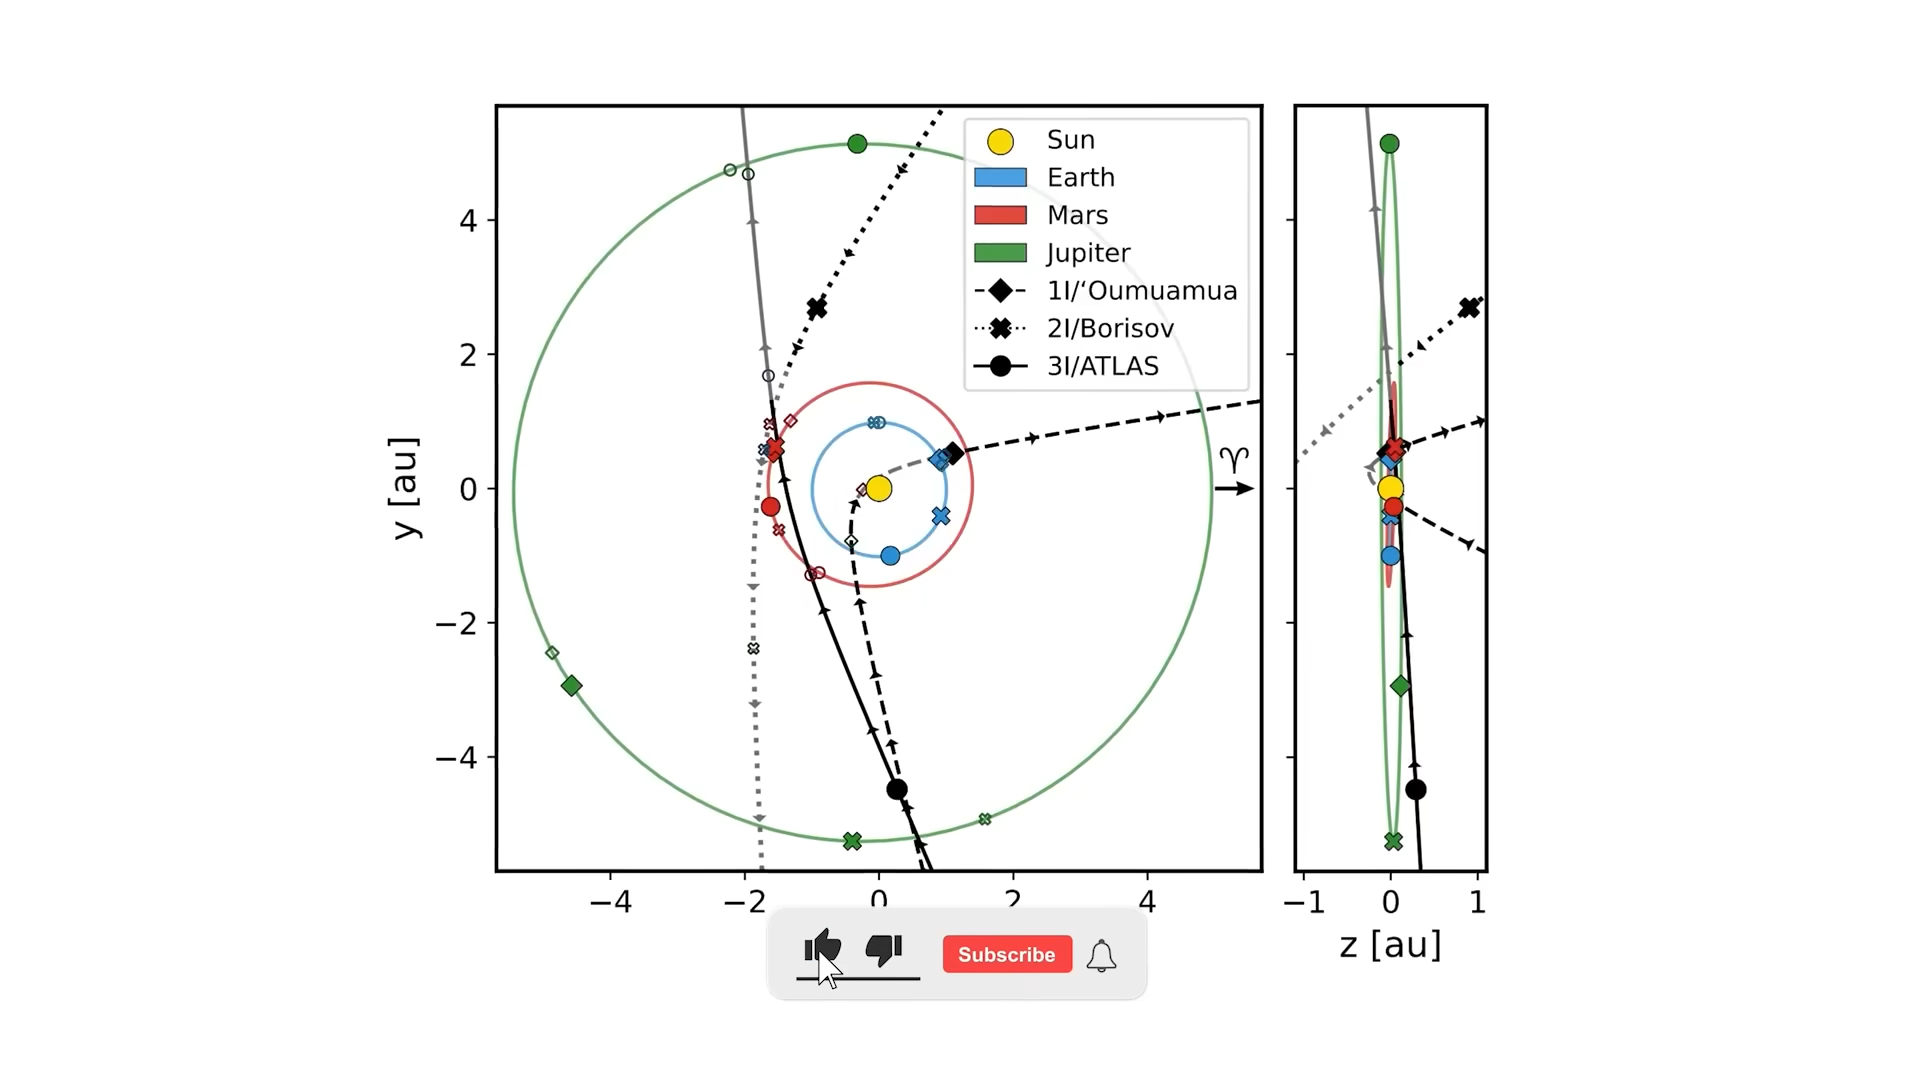 Sun
Earth
Mars
Jupiter
1I/‘Oumuamua
2I/Borisov
3I/ATLAS
♈
y [au]
4
2
0
−2
−4
−4
−2
0
2
4
−1
0
1
z [au]
Subscribe